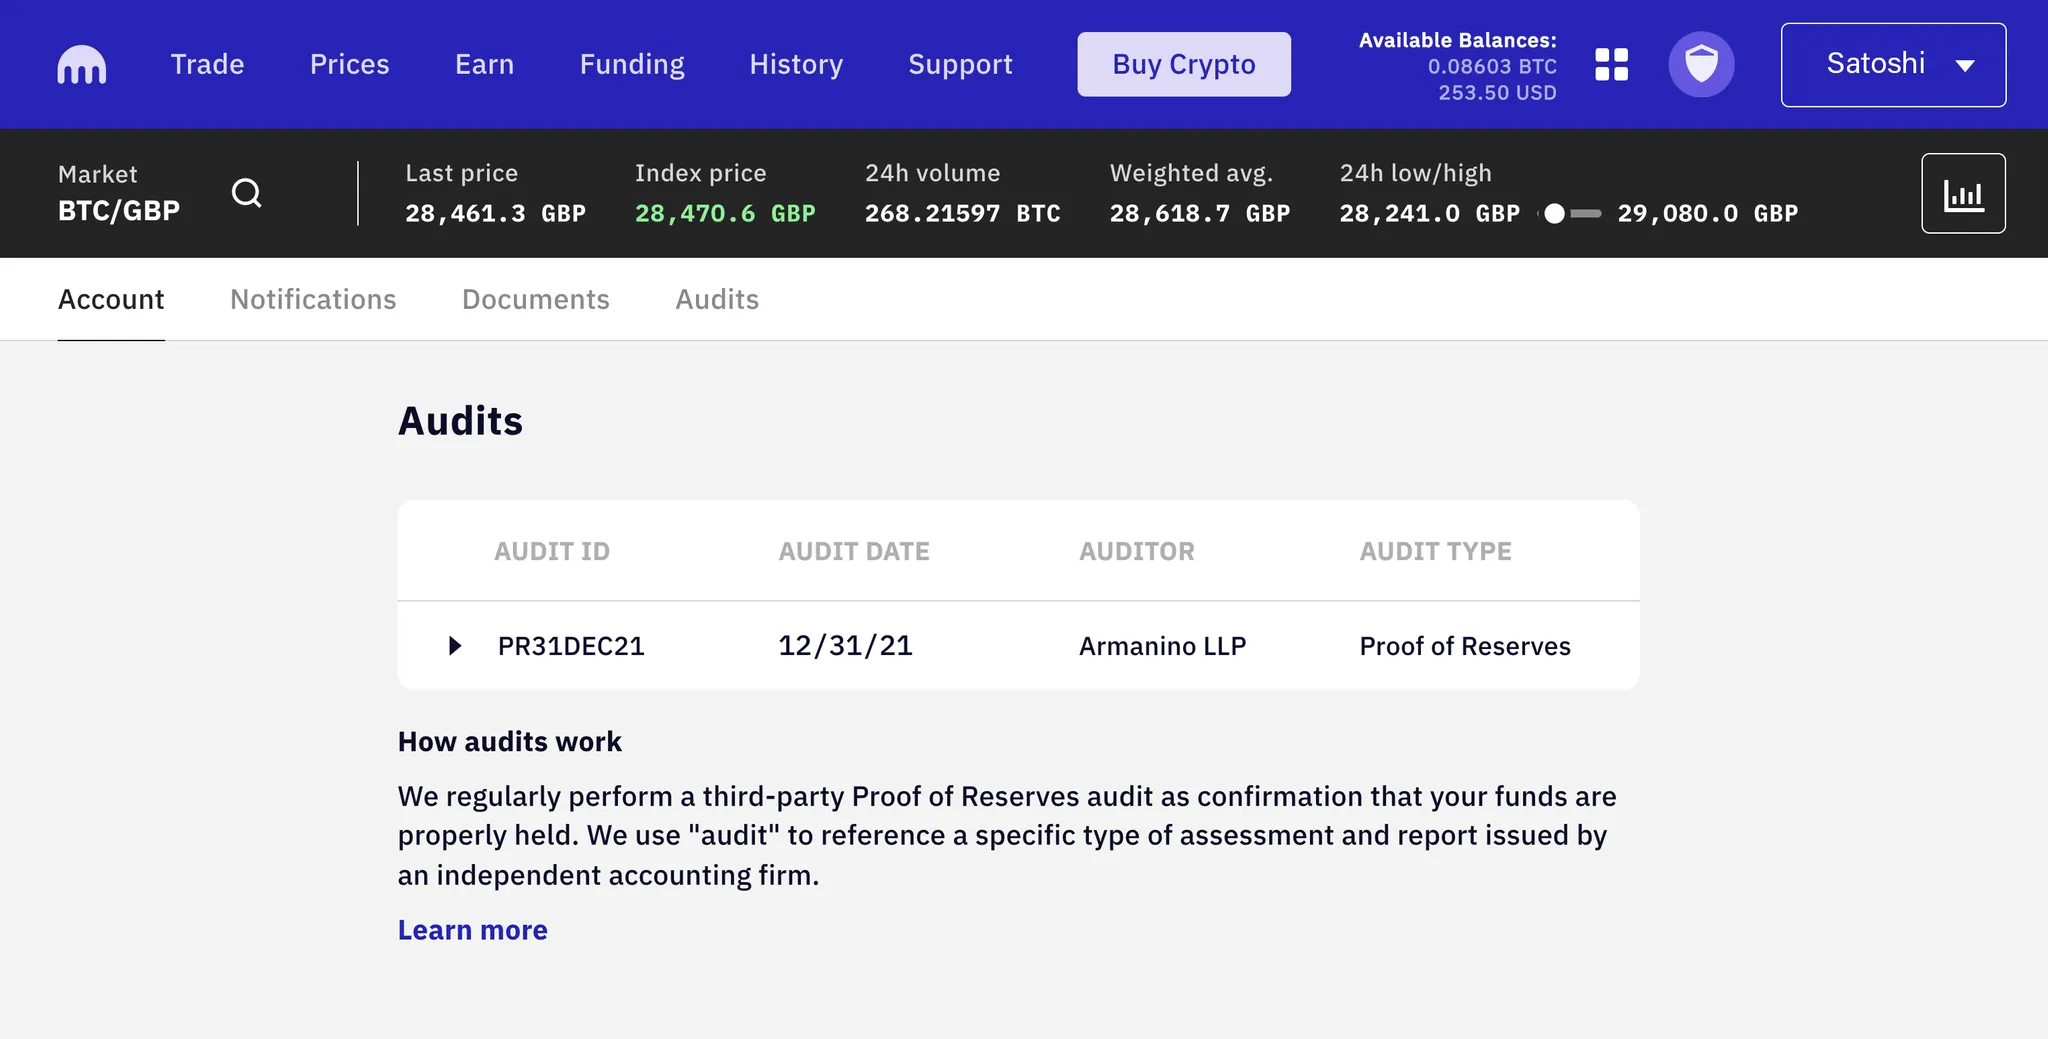 Trade Prices Earn Funding History Support Buy Crypto
Available Balances:
0.08603 BTC
253.50 USD
Satoshi
Market
BTC/GBP
Last price
28,461.3 GBP
Index price
28,470.6 GBP
24h volume
268.21597 BTC
Weighted avg.
28,618.7 GBP
24h low/high
28,241.0 GBP 29,080.0 GBP
Account Notifications Documents Audits
Audits
AUDIT ID AUDIT DATE AUDITOR AUDIT TYPE
PR31DEC21 12/31/21 Armanino LLP Proof of Reserves
How audits work
We regularly perform a third-party Proof of Reserves audit as confirmation that your funds are
properly held. We use "audit" to reference a specific type of assessment and report issued by
an independent accounting firm.
Learn more